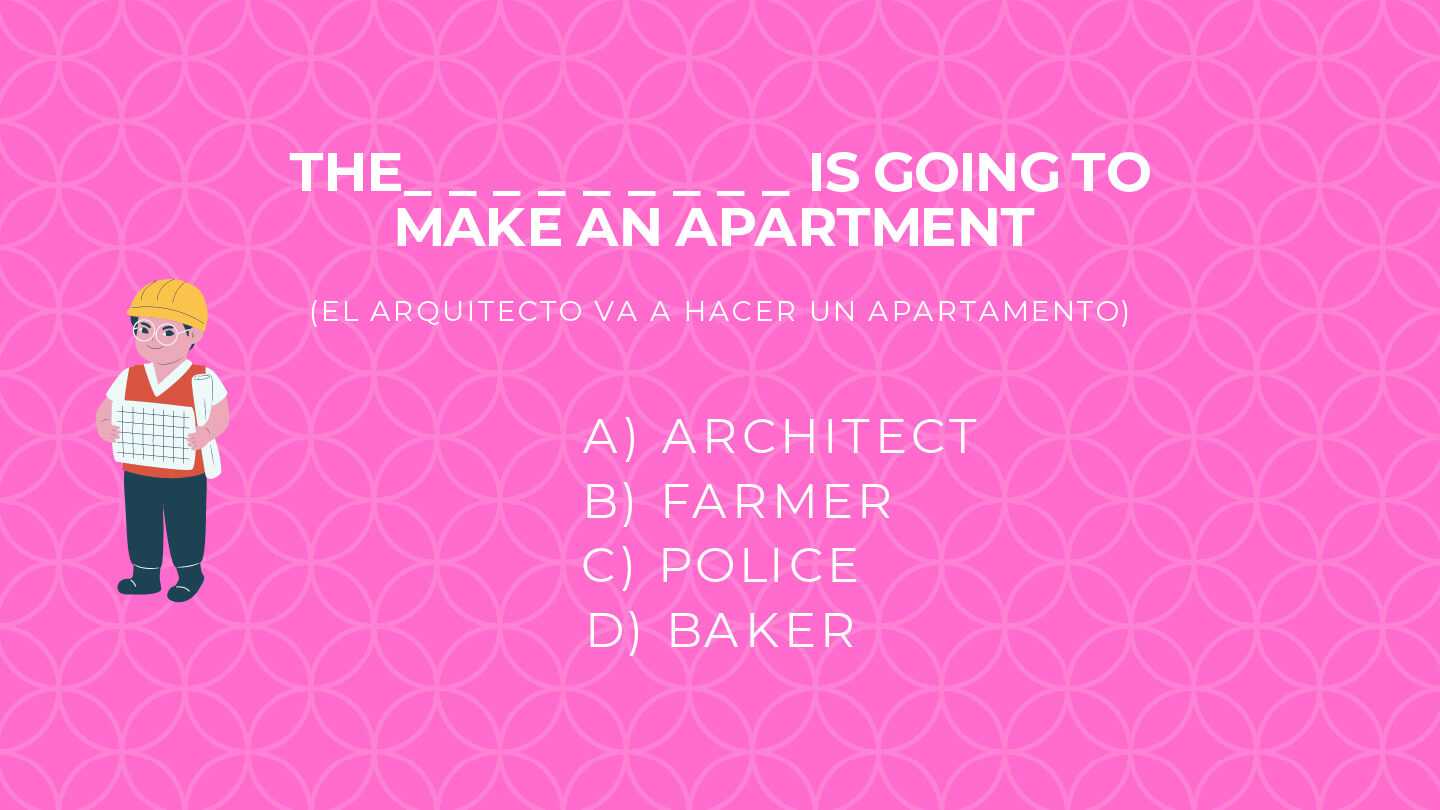 THE_ _ _ _ _ _ _ _ _ IS GOING TO
MAKE AN APARTMENT
(EL ARQUITECTO VA A HACER UN APARTAMENTO)
A) ARCHITECT
B) FARMER
C) POLICE
D) BAKER